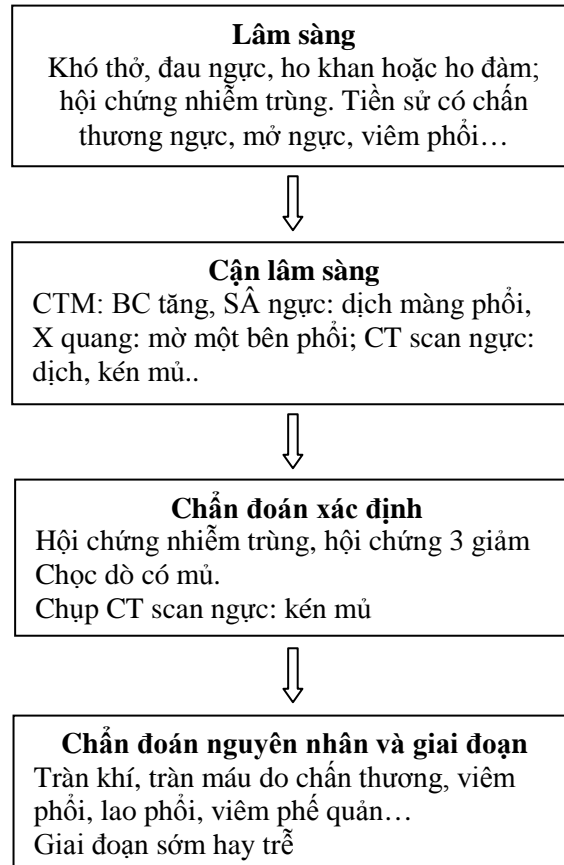 Lâm sàng
Khó thở, đau ngực, ho khan hoặc ho đàm;
hội chứng nhiễm trùng. Tiền sử có chấn
thương ngực, mở ngực, viêm phổi…
Cận lâm sàng
CTM: BC tăng, SÂ ngực: dịch màng phổi,
X quang: mờ một bên phổi; CT scan ngực:
dịch, kén mủ..
Chẩn đoán xác định
Hội chứng nhiễm trùng, hội chứng 3 giảm
Chọc dò có mủ.
Chụp CT scan ngực: kén mủ
Chẩn đoán nguyên nhân và giai đoạn
Tràn khí, tràn máu do chấn thương, viêm
phổi, lao phổi, viêm phế quản…
Giai đoạn sớm hay trễ